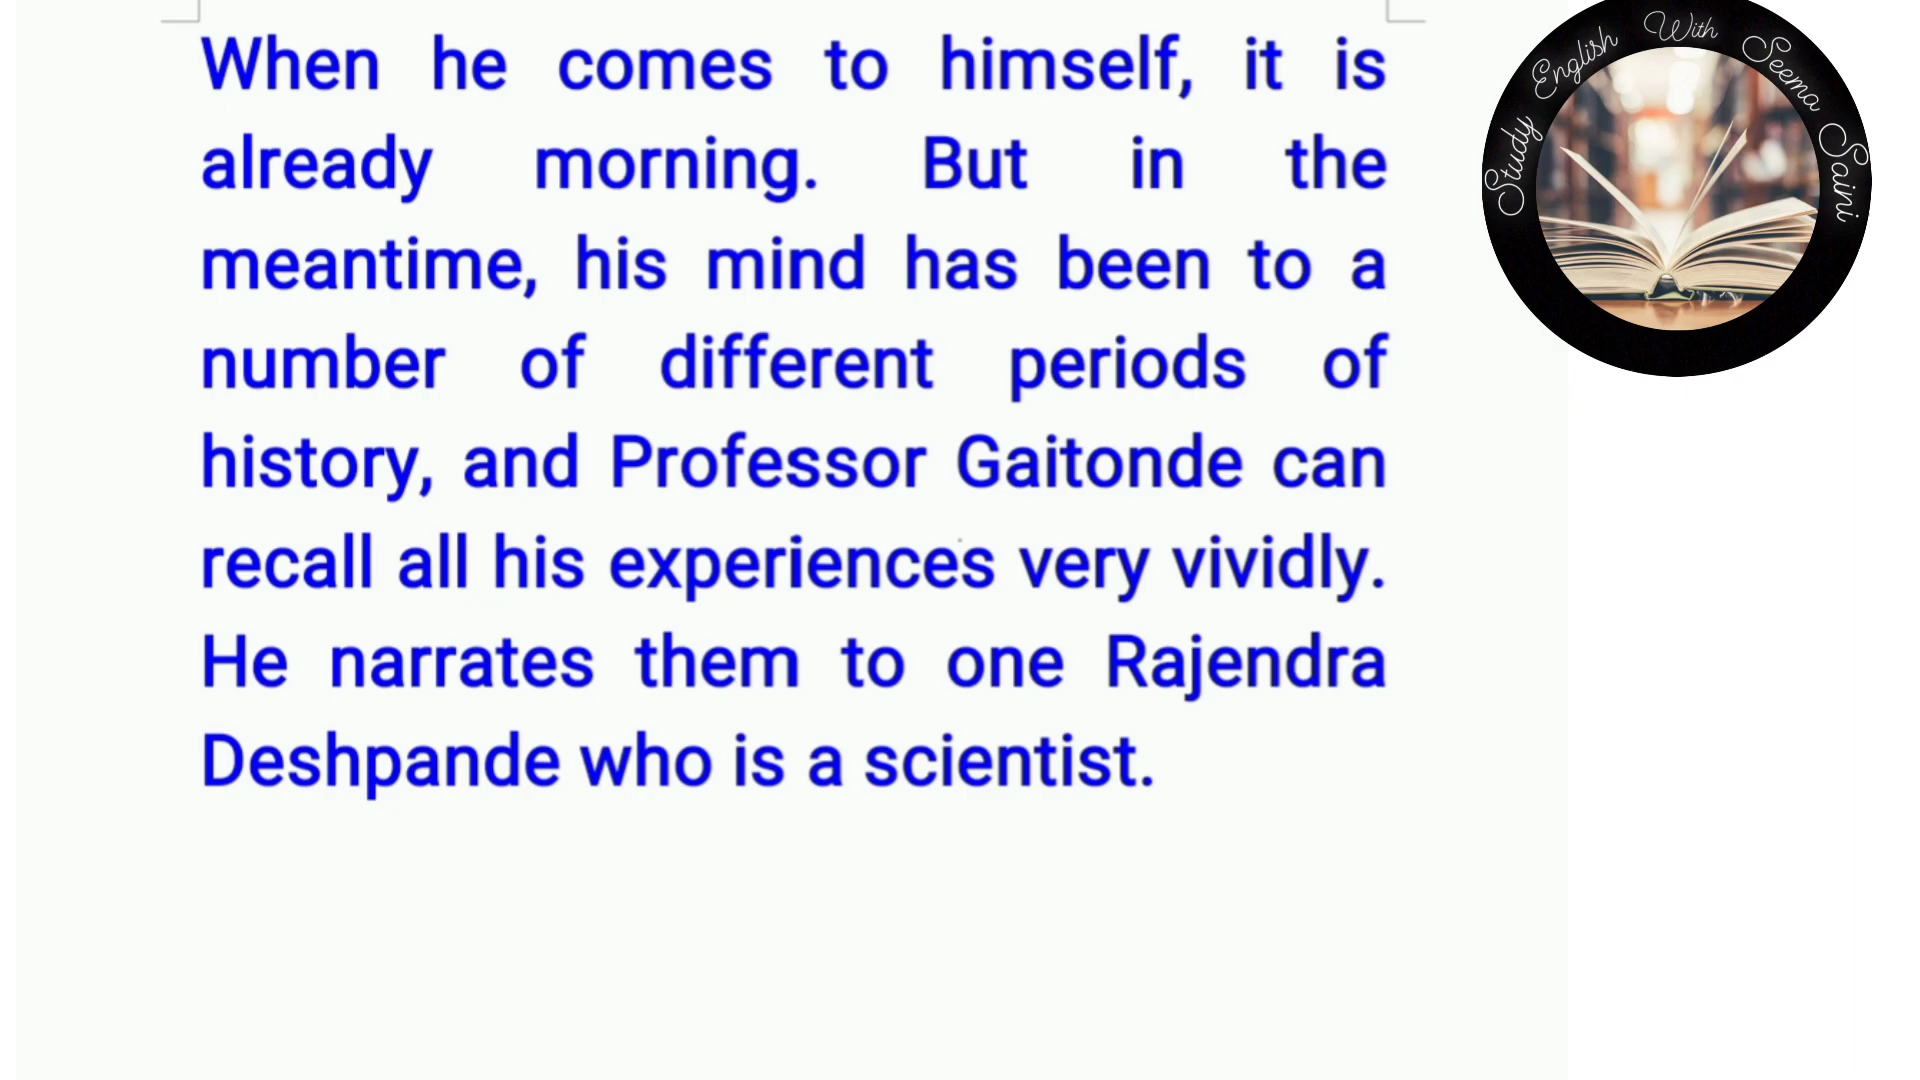 When he comes to himself, it is
already morning. But in the
meantime, his mind has been to a
number of different periods of
history, and Professor Gaitonde can
recall all his experiences very vividly.
He narrates them to one Rajendra
Deshpande who is a scientist.
Study English With Seema Saini